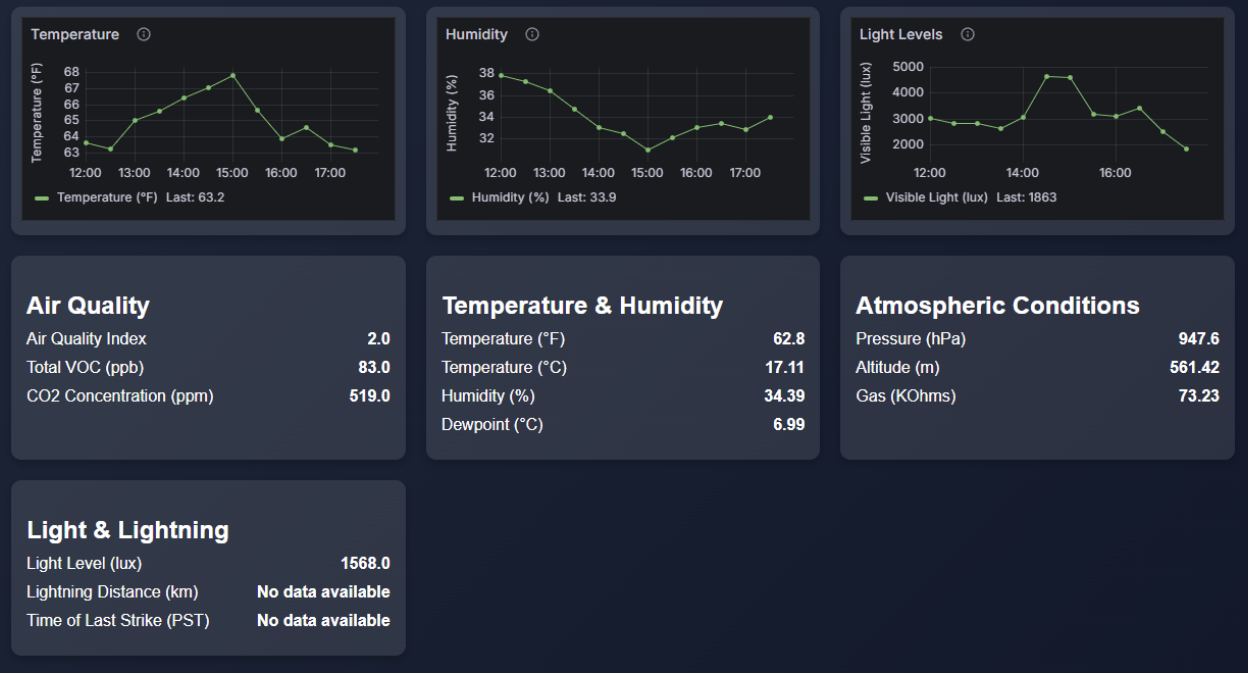 Temperature
Temperature (°F)
68
67
66
65
64
63
12:00 13:00 14:00 15:00 16:00 17:00
Temperature (°F) Last: 63.2
Humidity
Humidity (%)
38
36
34
32
12:00 13:00 14:00 15:00 16:00 17:00
Humidity (%) Last: 33.9
Light Levels
Visible Light (lux)
5000
4000
3000
2000
12:00 14:00 16:00
Visible Light (lux) Last: 1863
Air Quality
Air Quality Index 2.0
Total VOC (ppb) 83.0
CO2 Concentration (ppm) 519.0
Temperature & Humidity
Temperature (°F) 62.8
Temperature (°C) 17.11
Humidity (%) 34.39
Dewpoint (°C) 6.99
Atmospheric Conditions
Pressure (hPa) 947.6
Altitude (m) 561.42
Gas (KOhms) 73.23
Light & Lightning
Light Level (lux) 1568.0
Lightning Distance (km) No data available
Time of Last Strike (PST) No data available